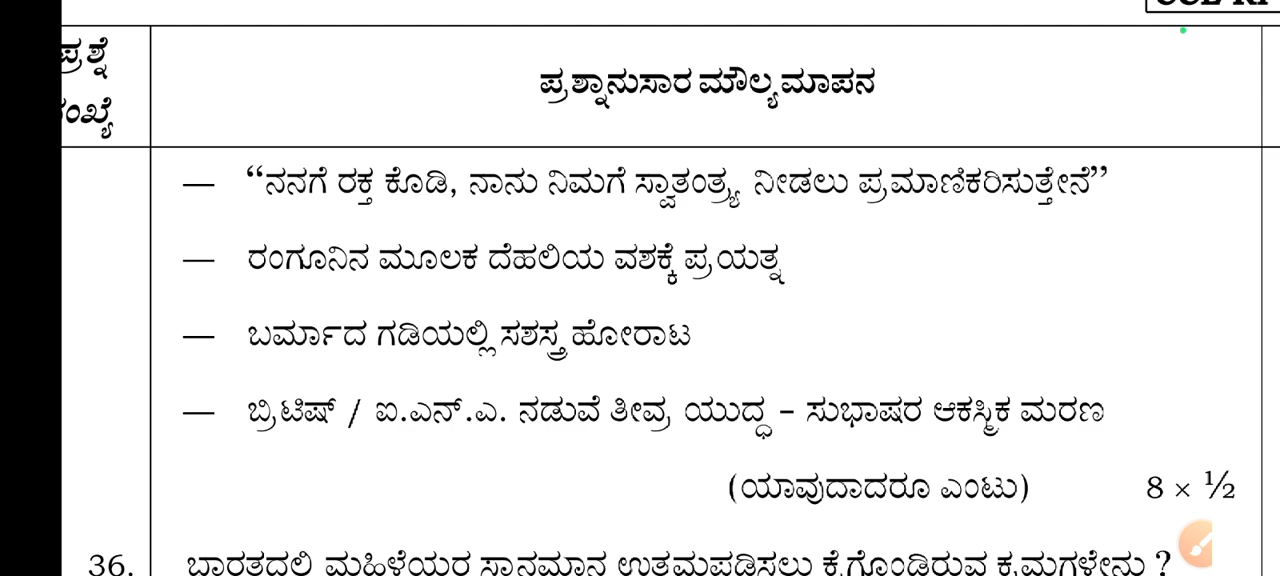 ಪ್ರಶ್ನೆ
ಸಂಖ್ಯೆ
ಪ್ರಶ್ನಾನುಸಾರ ಮೌಲ್ಯಮಾಪನ
— “ನನಗೆ ರಕ್ತ ಕೊಡಿ, ನಾನು ನಿಮಗೆ ಸ್ವಾತಂತ್ರ್ಯ ನೀಡಲು ಪ್ರಮಾಣಿಕರಿಸುತ್ತೇನೆ”
— ರಂಗೂನಿನ ಮೂಲಕ ದೆಹಲಿಯ ವಶಕ್ಕೆ ಪ್ರಯತ್ನ
— ಬರ್ಮಾದ ಗಡಿಯಲ್ಲಿ ಸಶಸ್ತ್ರ ಹೋರಾಟ
— ಬ್ರಿಟಿಷ್ / ಐ.ಎನ್.ಎ. ನಡುವೆ ತೀವ್ರ ಯುದ್ಧ – ಸುಭಾಷರ ಆಕಸ್ಮಿಕ ಮರಣ
(ಯಾವುದಾದರೂ ಎಂಟು) 8 × ½
36. ಭಾರತದಲ್ಲಿ ಮಹಿಳೆಯರ ಸ್ಥಾನಮಾನ ಉತ್ತಮಪಡಿಸಲು ಕೈಗೊಂಡಿರುವ ಕ್ರಮಗಳೇನು ?